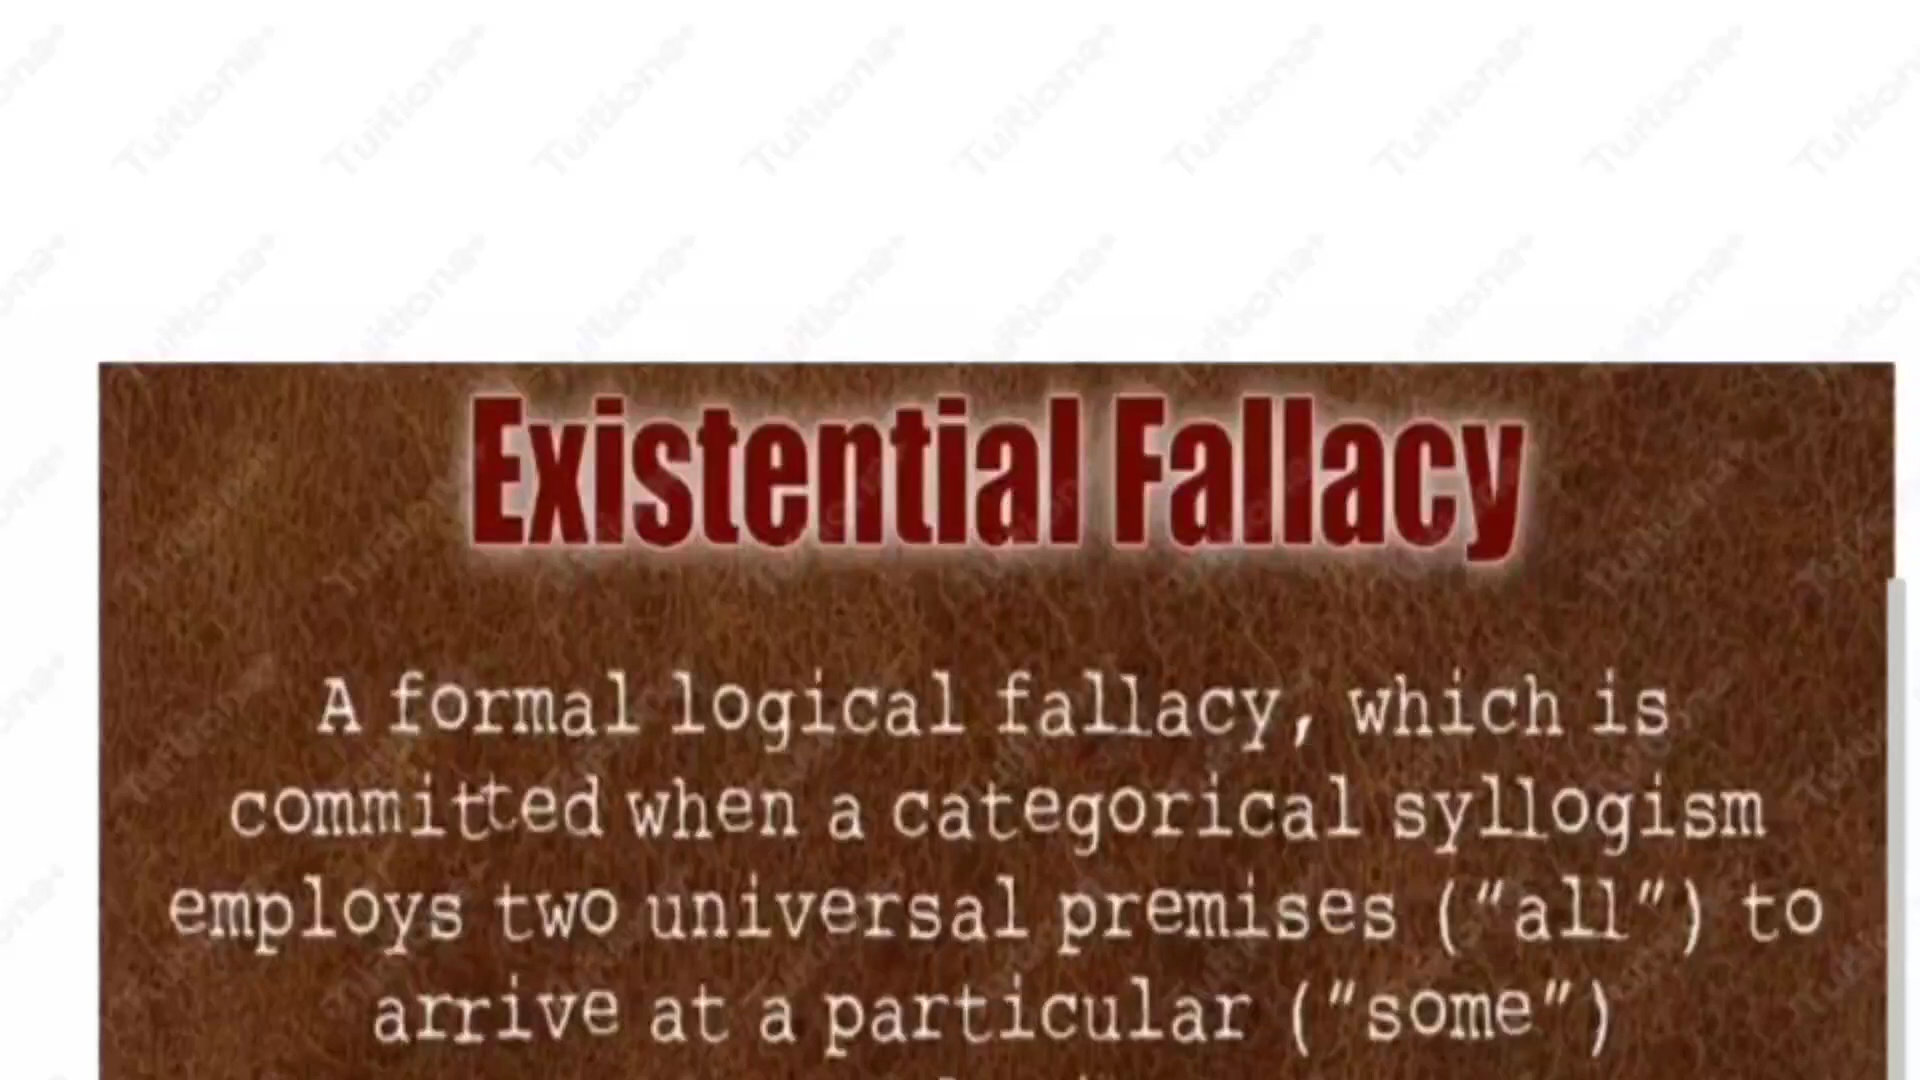 Existential Fallacy
A formal logical fallacy, which is
committed when a categorical syllogism
employs two universal premises ("all") to
arrive at a particular ("some")